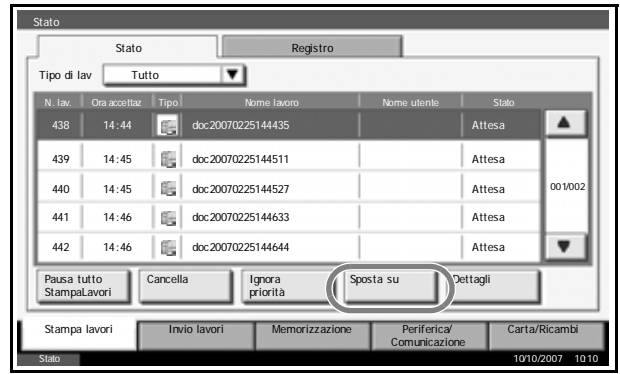 Stato
Stato Registro
Tipo di lav Tutto
N. lav. Ora accettaz Tipo Nome lavoro Nome utente Stato
438 14:44 doc20070225144435 Attesa
439 14:45 doc20070225144511 Attesa
440 14:45 doc20070225144527 Attesa
001/002
441 14:46 doc20070225144633 Attesa
442 14:46 doc20070225144644 Attesa
Pausa tutto Cancella Ignora Sposta su Dettagli
StampaLavori priorità
Stampa lavori Invio lavori Memorizzazione Periferica/ Carta/Ricambi
Comunicazione
Stato 10/10/2007 10:10